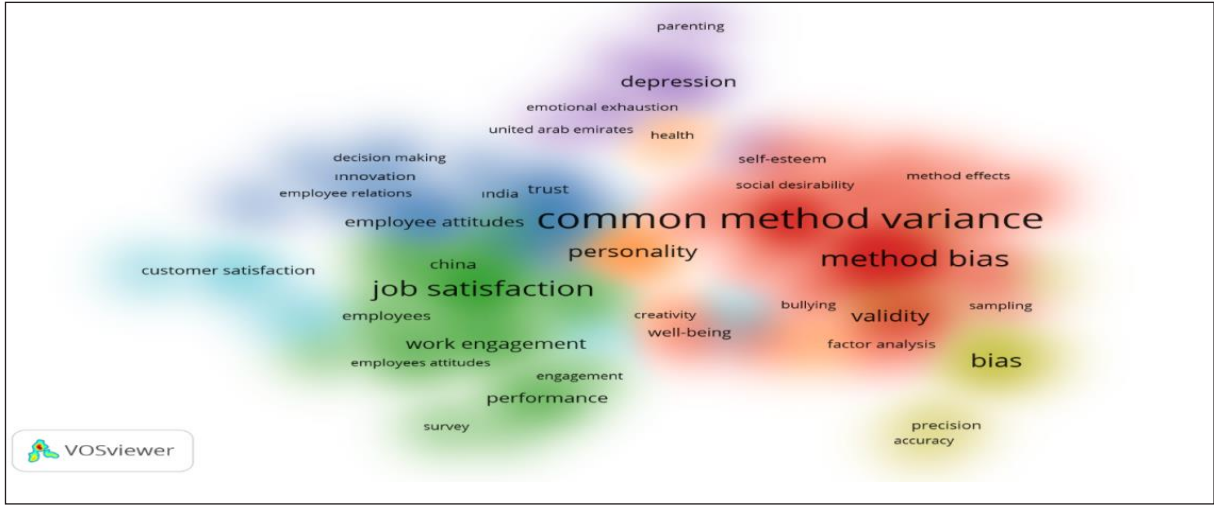 parenting
depression
emotional exhaustion
united arab emirates
health
decision making
self-esteem
innovation
method effects
social desirability
employee relations
india
trust
employee attitudes
common method variance
personality
method bias
china
customer satisfaction
job satisfaction
bullying
sampling
employees
creativity
validity
well-being
work engagement
factor analysis
employees attitudes
bias
engagement
performance
survey
precision
accuracy
VOSviewer